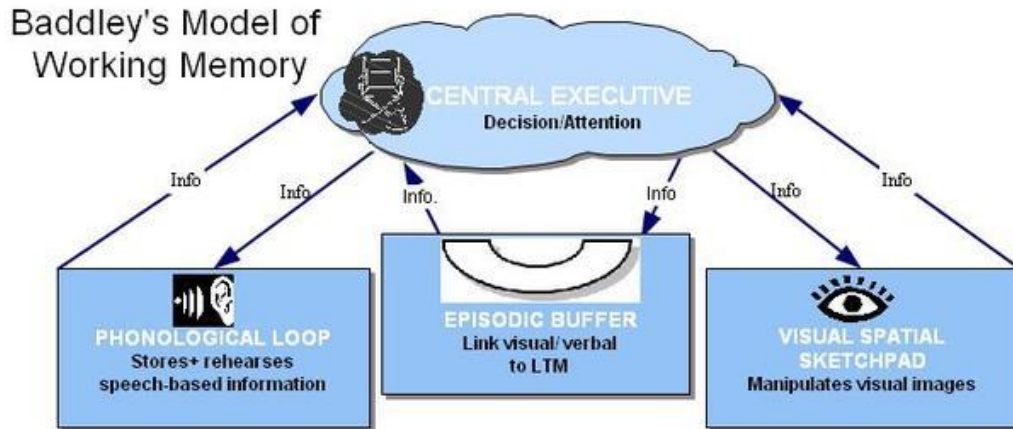 Baddley's Model of
Working Memory
CENTRAL EXECUTIVE
Decision/Attention
Info
Info
Info.
Info
Info
Info
PHONOLOGICAL LOOP
Stores+ rehearses
speech-based information
EPISODIC BUFFER
Link visual/ verbal
to LTM
VISUAL SPATIAL
SKETCHPAD
Manipulates visual images